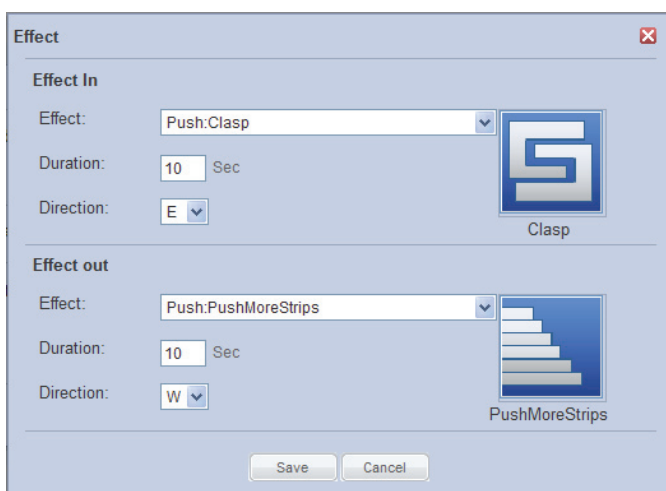 Effect
Effect In
Effect: Push:Clasp
Duration: 10 Sec
Direction: E
Clasp
Effect out
Effect: Push:PushMoreStrips
Duration: 10 Sec
Direction: W
PushMoreStrips
Save Cancel